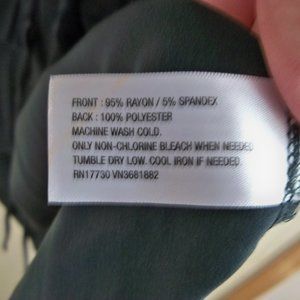 FRONT : 95% RAYON / 5% SPANDEX
BACK : 100% POLYESTER
MACHINE WASH COLD.
ONLY NON-CHLORINE BLEACH WHEN NEEDED
TUMBLE DRY LOW. COOL IRON IF NEEDED
RN17730 VN3681882